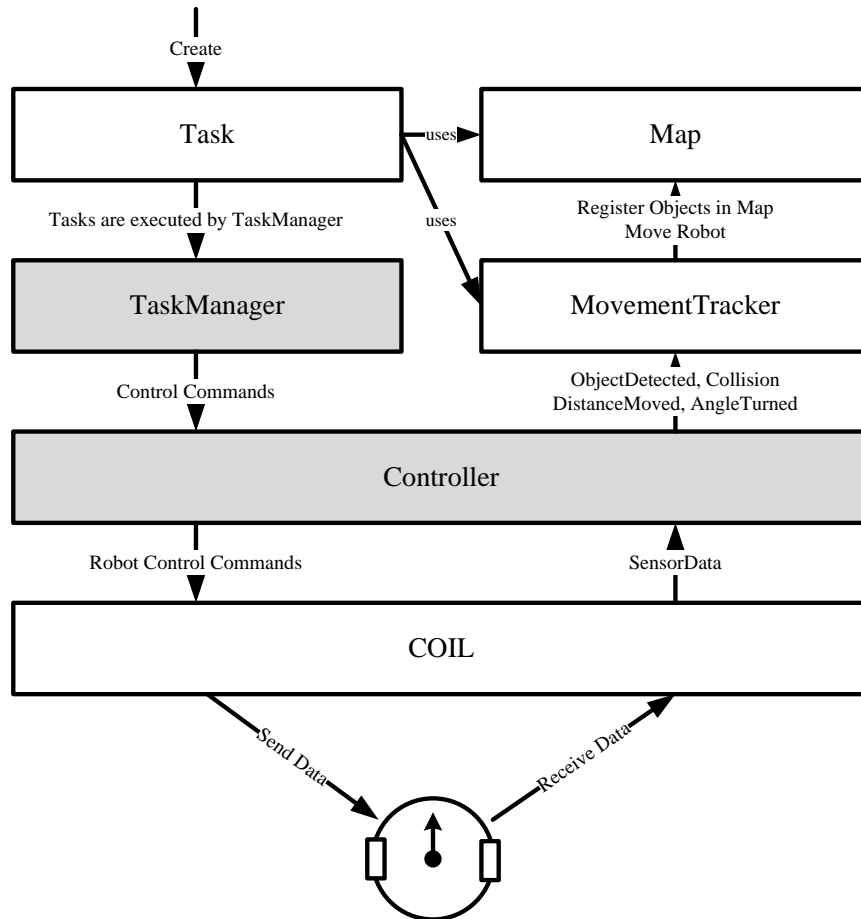 Create
Task
uses
Map
Tasks are executed by TaskManager
uses
Register Objects in Map
Move Robot
TaskManager
MovementTracker
Control Commands
ObjectDetected, Collision
DistanceMoved, AngleTurned
Controller
Robot Control Commands
SensorData
COIL
Send Data
Receive Data